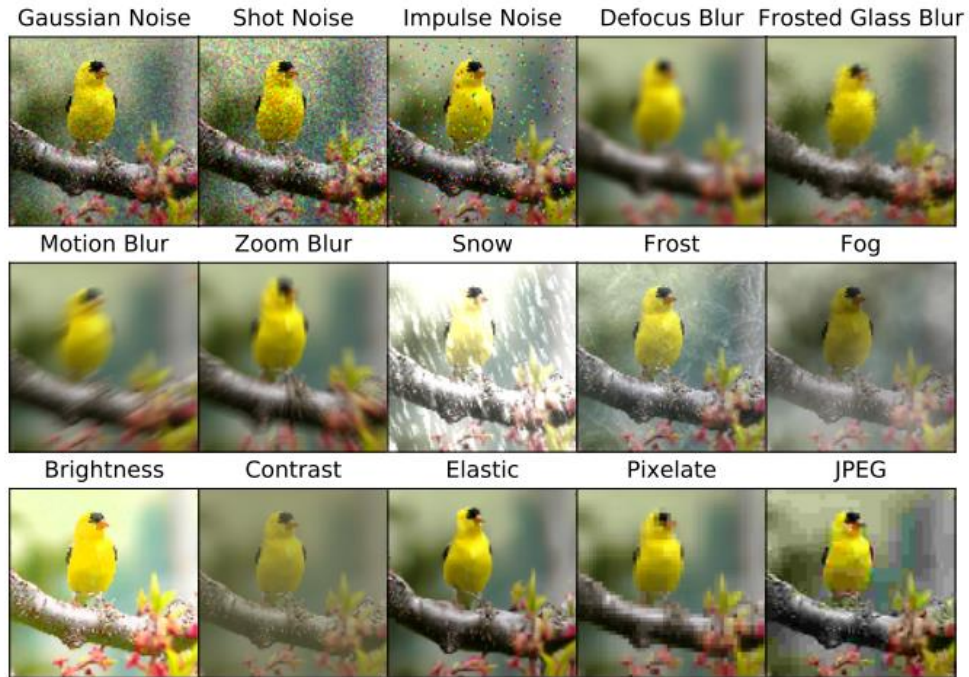 Gaussian Noise Shot Noise Impulse Noise Defocus Blur Frosted Glass Blur
Motion Blur Zoom Blur Snow Frost Fog
Brightness Contrast Elastic Pixelate JPEG